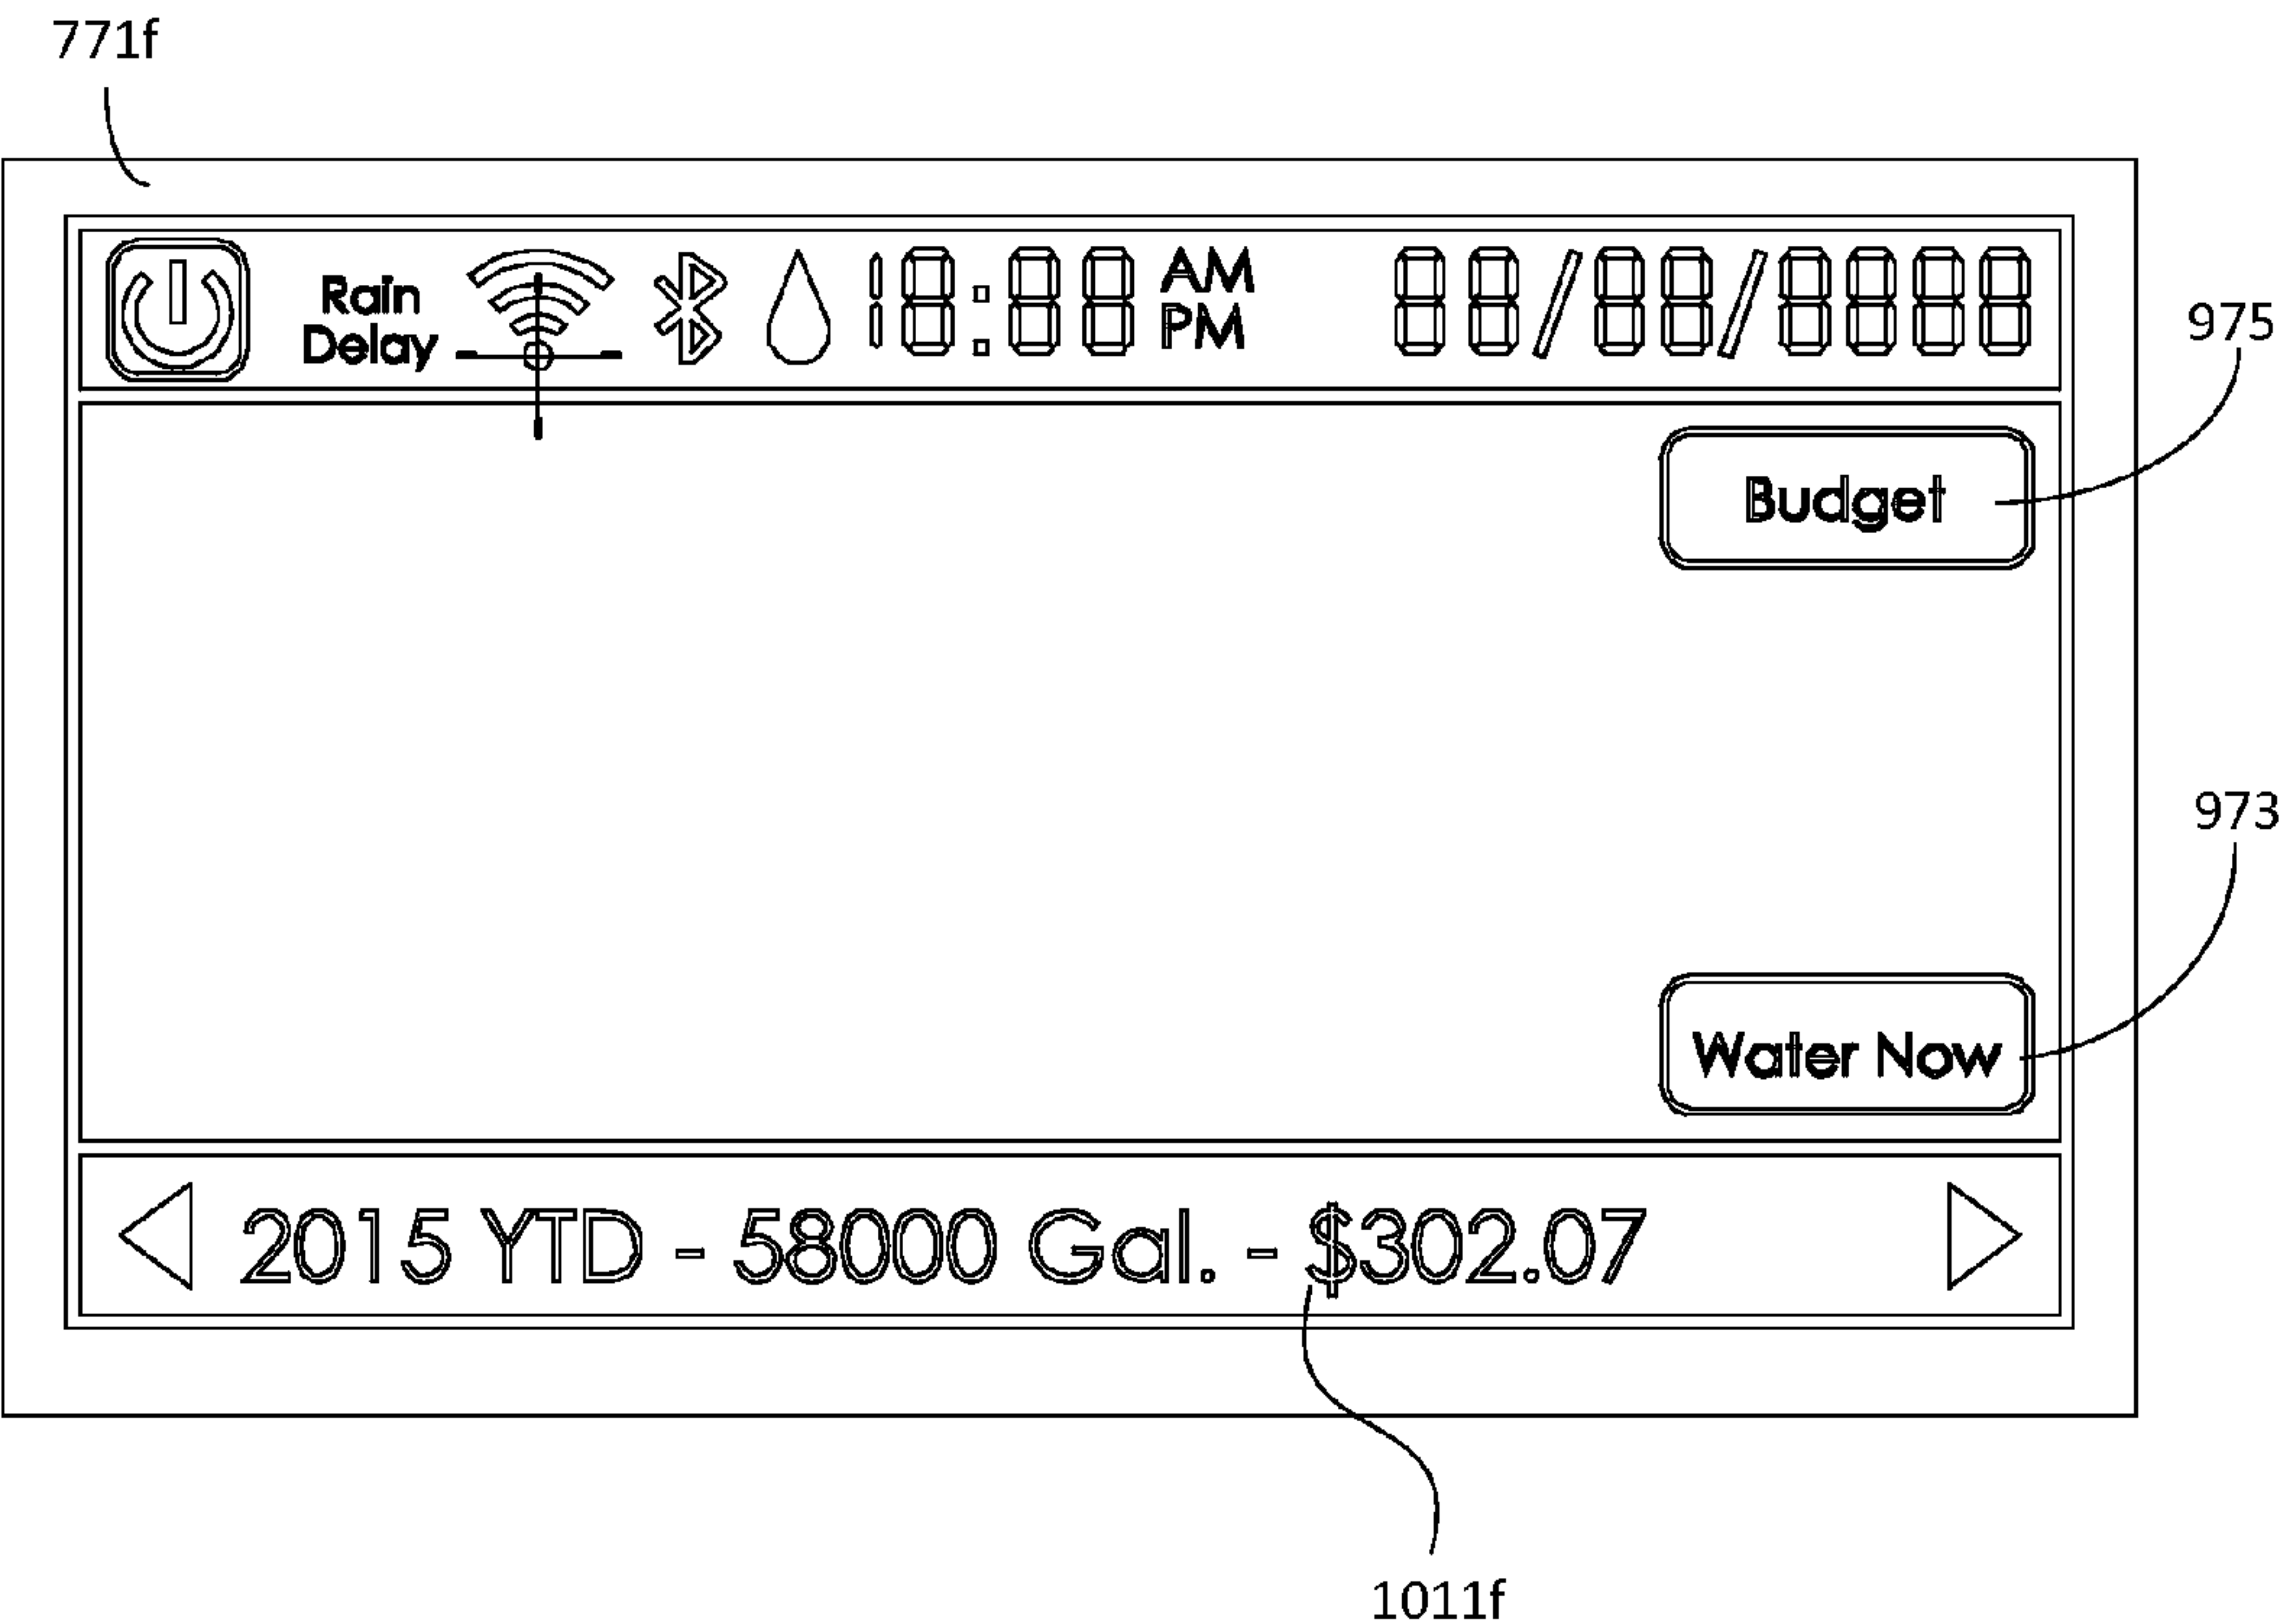 771f
Rain
Delay
18:88
AM
PM
88/88/8888
975
Budget
973
Water Now
2015 YTD - 58000 Gal. - $302.07
1011f